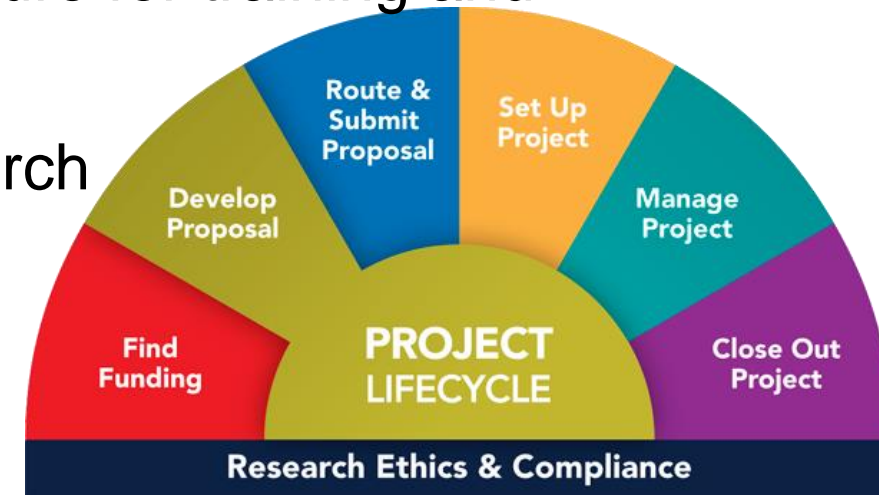 rch
Route &
Submit
Proposal
Set Up
Project
Develop
Proposal
Manage
Project
Find
Funding
PROJECT
LIFECYCLE
Close Out
Project
Research Ethics & Compliance